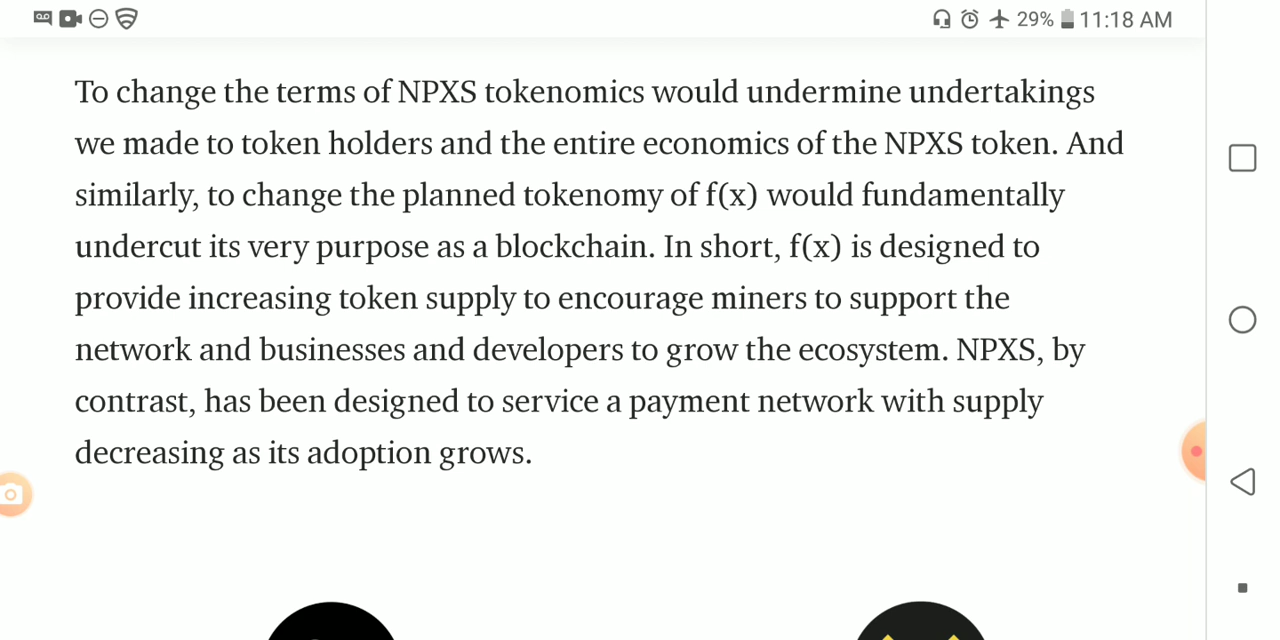 29% 11:18 AM
To change the terms of NPXS tokenomics would undermine undertakings
we made to token holders and the entire economics of the NPXS token. And
similarly, to change the planned tokenomy of f(x) would fundamentally
undercut its very purpose as a blockchain. In short, f(x) is designed to
provide increasing token supply to encourage miners to support the
network and businesses and developers to grow the ecosystem. NPXS, by
contrast, has been designed to service a payment network with supply
decreasing as its adoption grows.